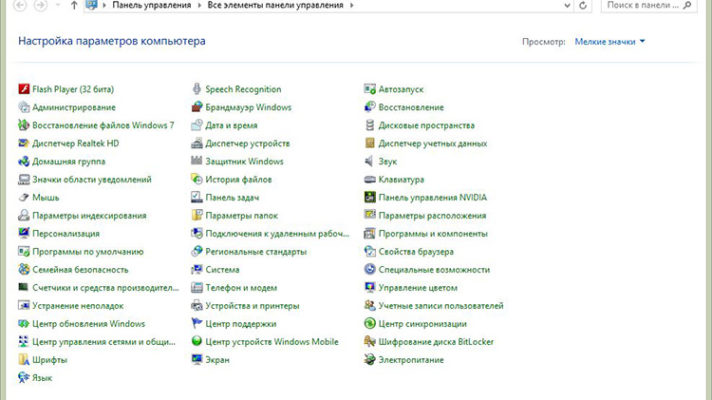 Панель управления ▸ Все элементы панели управления ▸
Поиск в панели ...
Настройка параметров компьютера
Просмотр: Мелкие значки
Flash Player (32 бита)
Speech Recognition
Автозапуск
Администрирование
Брандмауэр Windows
Восстановление
Восстановление файлов Windows 7
Дата и время
Дисковые пространства
Диспетчер Realtek HD
Диспетчер устройств
Диспетчер учетных данных
Домашняя группа
Защитник Windows
Звук
Значки области уведомлений
История файлов
Клавиатура
Мышь
Панель задач
Панель управления NVIDIA
Параметры индексирования
Параметры папок
Параметры расположения
Персонализация
Подключения к удаленным рабоч...
Программы и компоненты
Программы по умолчанию
Региональные стандарты
Свойства браузера
Семейная безопасность
Система
Специальные возможности
Счетчики и средства производител...
Телефон и модем
Управление цветом
Устранение неполадок
Устройства и принтеры
Учетные записи пользователей
Центр обновления Windows
Центр поддержки
Центр синхронизации
Центр управления сетями и общи...
Центр устройств Windows Mobile
Шифрование диска BitLocker
Шрифты
Экран
Электропитание
Язык